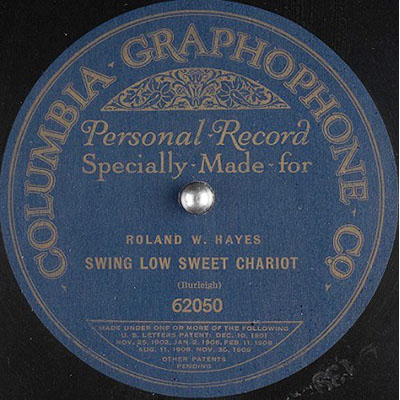 COLUMBIA · GRAPHOPHONE CO.
Personal · Record
Specially · Made · for
ROLAND W. HAYES
SWING LOW SWEET CHARIOT
(Burleigh)
62050
MADE UNDER ONE OR MORE OF THE FOLLOWING
U. S. LETTERS PATENT: DEC. 10, 1901
NOV. 25, 1902, JAN. 2, 1906, FEB. 11, 1908
AUG. 11, 1908, NOV. 30, 1909
OTHER PATENTS
PENDING